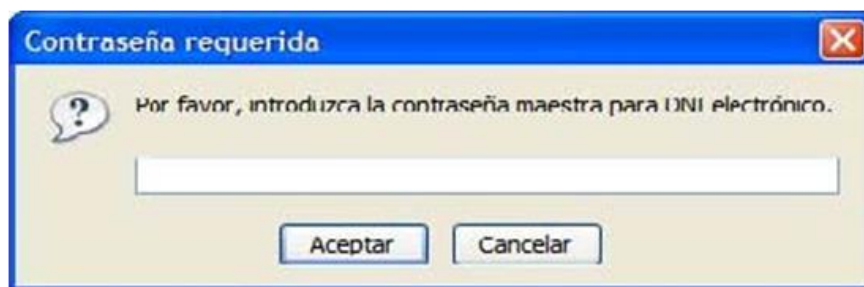 Contraseña requerida
Por favor, introduzca la contraseña maestra para DNI electrónico.
Aceptar Cancelar